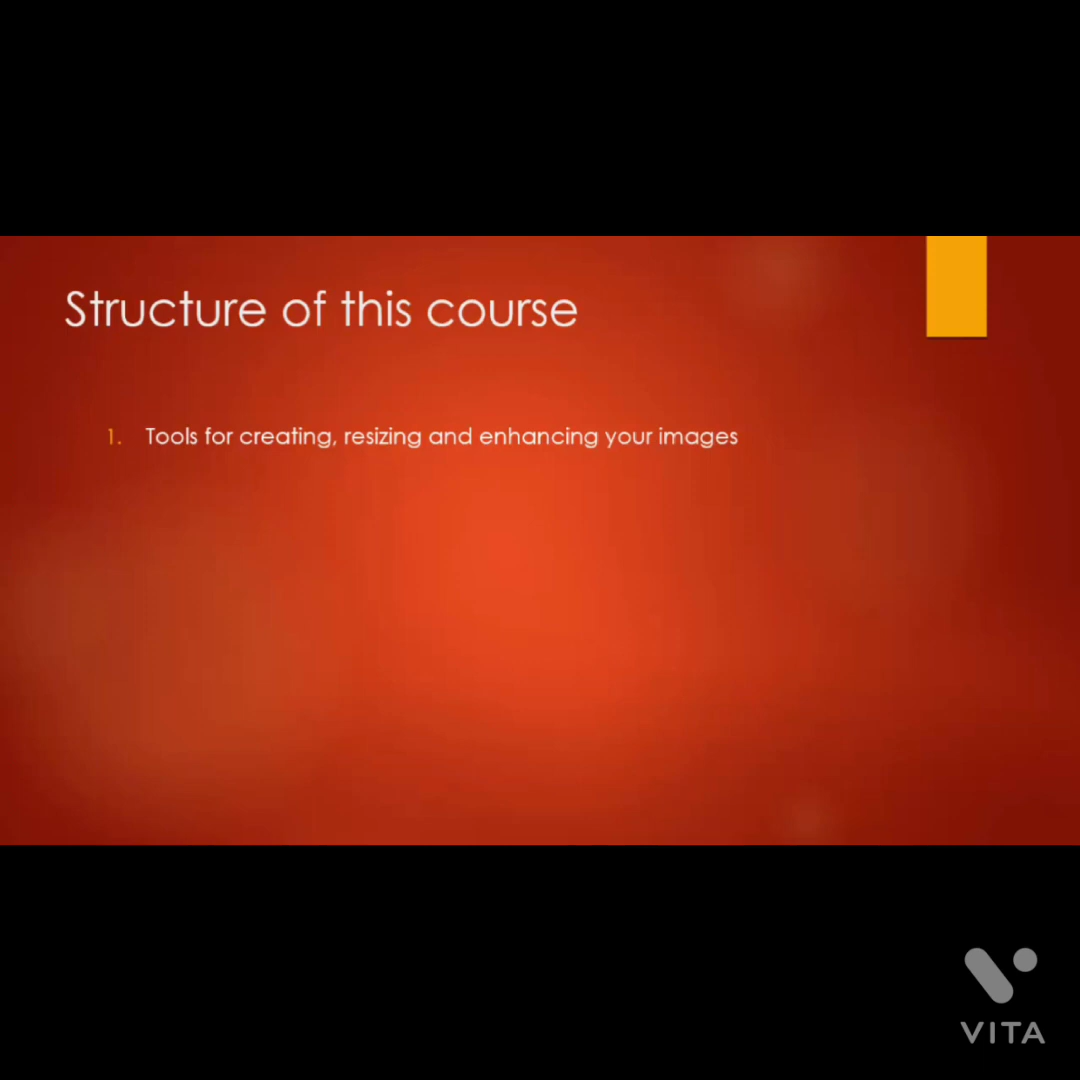 Structure of this course
1. Tools for creating, resizing and enhancing your images
VITA